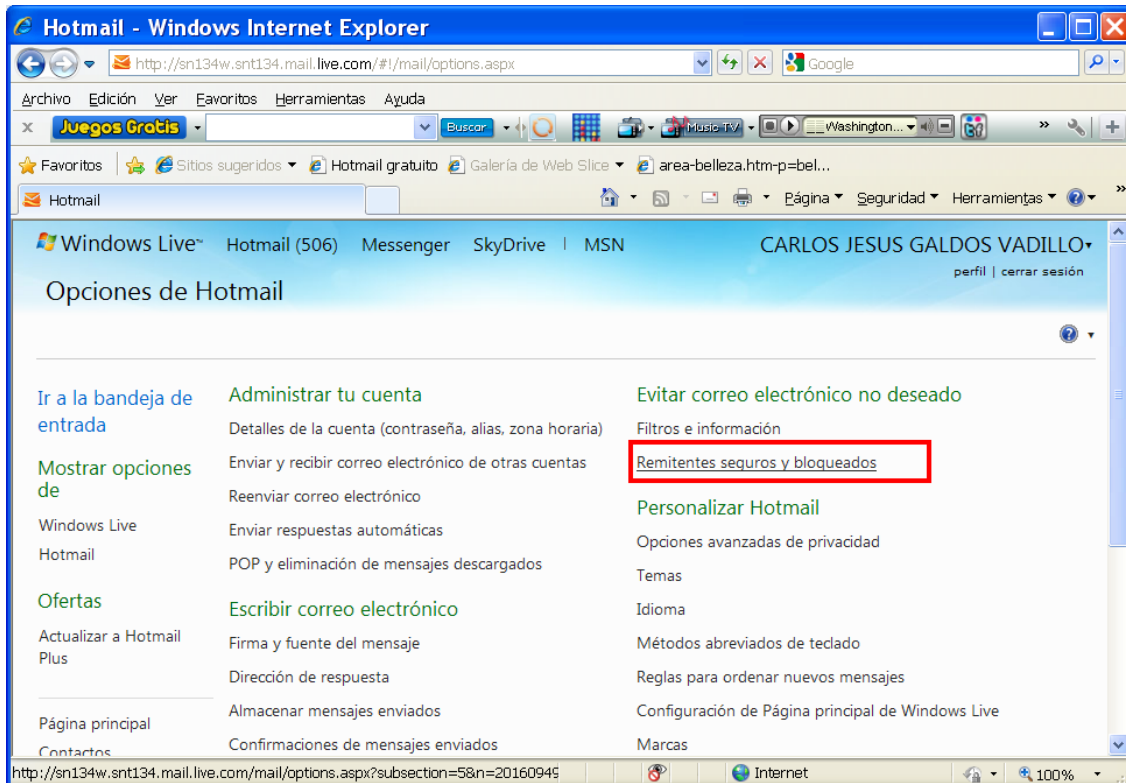 Hotmail - Windows Internet Explorer
http://sn134w.snt134.mail.live.com/#!/mail/options.aspx
Google
Archivo Edición Ver Favoritos Herramientas Ayuda
x Juegos Gratis Buscar Music TV Washington... »
Favoritos Sitios sugeridos Hotmail gratuito Galería de Web Slice area-belleza.htm-p=bel...
Hotmail Página Seguridad Herramientas »
Windows Live™ Hotmail (506) Messenger SkyDrive | MSN CARLOS JESUS GALDOS VADILLO
perfil | cerrar sesión
Opciones de Hotmail
Ir a la bandeja de
entrada
Mostrar opciones
de
Windows Live
Hotmail
Ofertas
Actualizar a Hotmail
Plus
Página principal
Contactos
Administrar tu cuenta
Detalles de la cuenta (contraseña, alias, zona horaria)
Enviar y recibir correo electrónico de otras cuentas
Reenviar correo electrónico
Enviar respuestas automáticas
POP y eliminación de mensajes descargados
Escribir correo electrónico
Firma y fuente del mensaje
Dirección de respuesta
Almacenar mensajes enviados
Confirmaciones de mensajes enviados
Evitar correo electrónico no deseado
Filtros e información
Remitentes seguros y bloqueados
Personalizar Hotmail
Opciones avanzadas de privacidad
Temas
Idioma
Métodos abreviados de teclado
Reglas para ordenar nuevos mensajes
Configuración de Página principal de Windows Live
Marcas
http://sn134w.snt134.mail.live.com/mail/options.aspx?subsection=5&n=20160949 Internet 100%